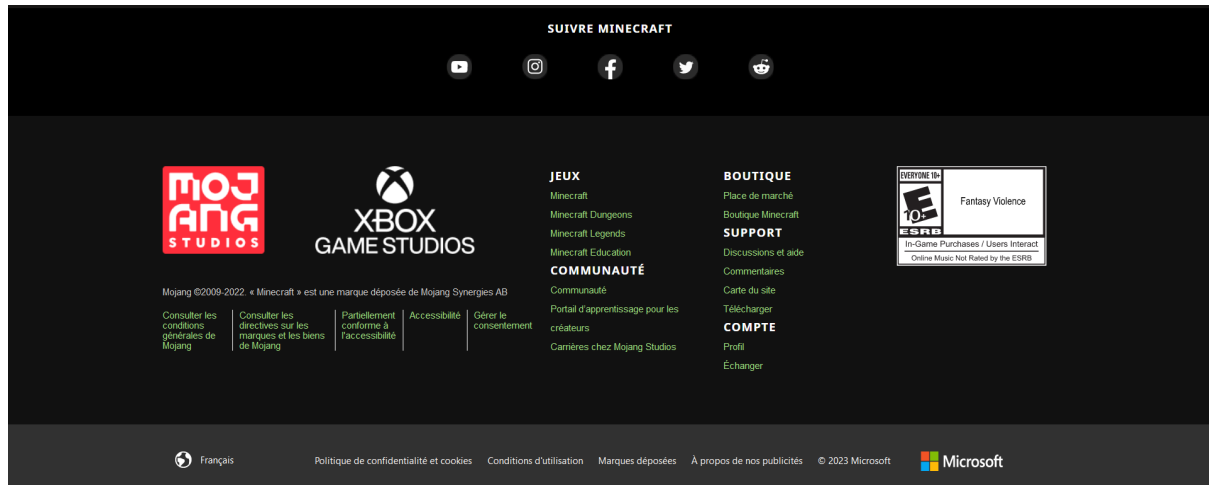 SUIVRE MINECRAFT
MOJ
ANG
STUDIOS
XBOX
GAME STUDIOS
Mojang ©2009-2022. « Minecraft » est une marque déposée de Mojang Synergies AB
Consulter les
conditions
générales de
Mojang
Consulter les
directives sur les
marques et les biens
de Mojang
Partiellement
conforme à
l'accessibilité
Accessibilité
Gérer le
consentement
JEUX
Minecraft
Minecraft Dungeons
Minecraft Legends
Minecraft Education
COMMUNAUTÉ
Communauté
Portail d'apprentissage pour les
créateurs
Carrières chez Mojang Studios
BOUTIQUE
Place de marché
Boutique Minecraft
SUPPORT
Discussions et aide
Commentaires
Carte du site
Télécharger
COMPTE
Profil
Échanger
EVERYONE 10+
E
10+
ESRB
Fantasy Violence
In-Game Purchases / Users Interact
Online Music Not Rated by the ESRB
Français
Politique de confidentialité et cookies
Conditions d'utilisation
Marques déposées
À propos de nos publicités
© 2023 Microsoft
Microsoft